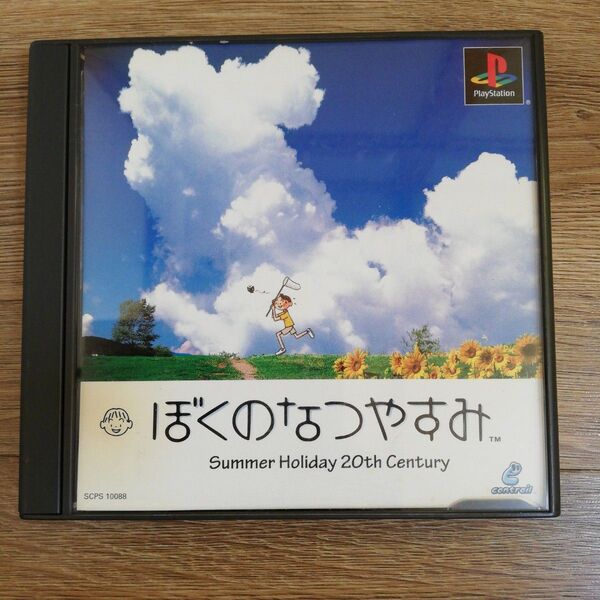 PlayStation
ぼくのなつやすみ™
Summer Holiday 20th Century
SCPS 10088
contrail